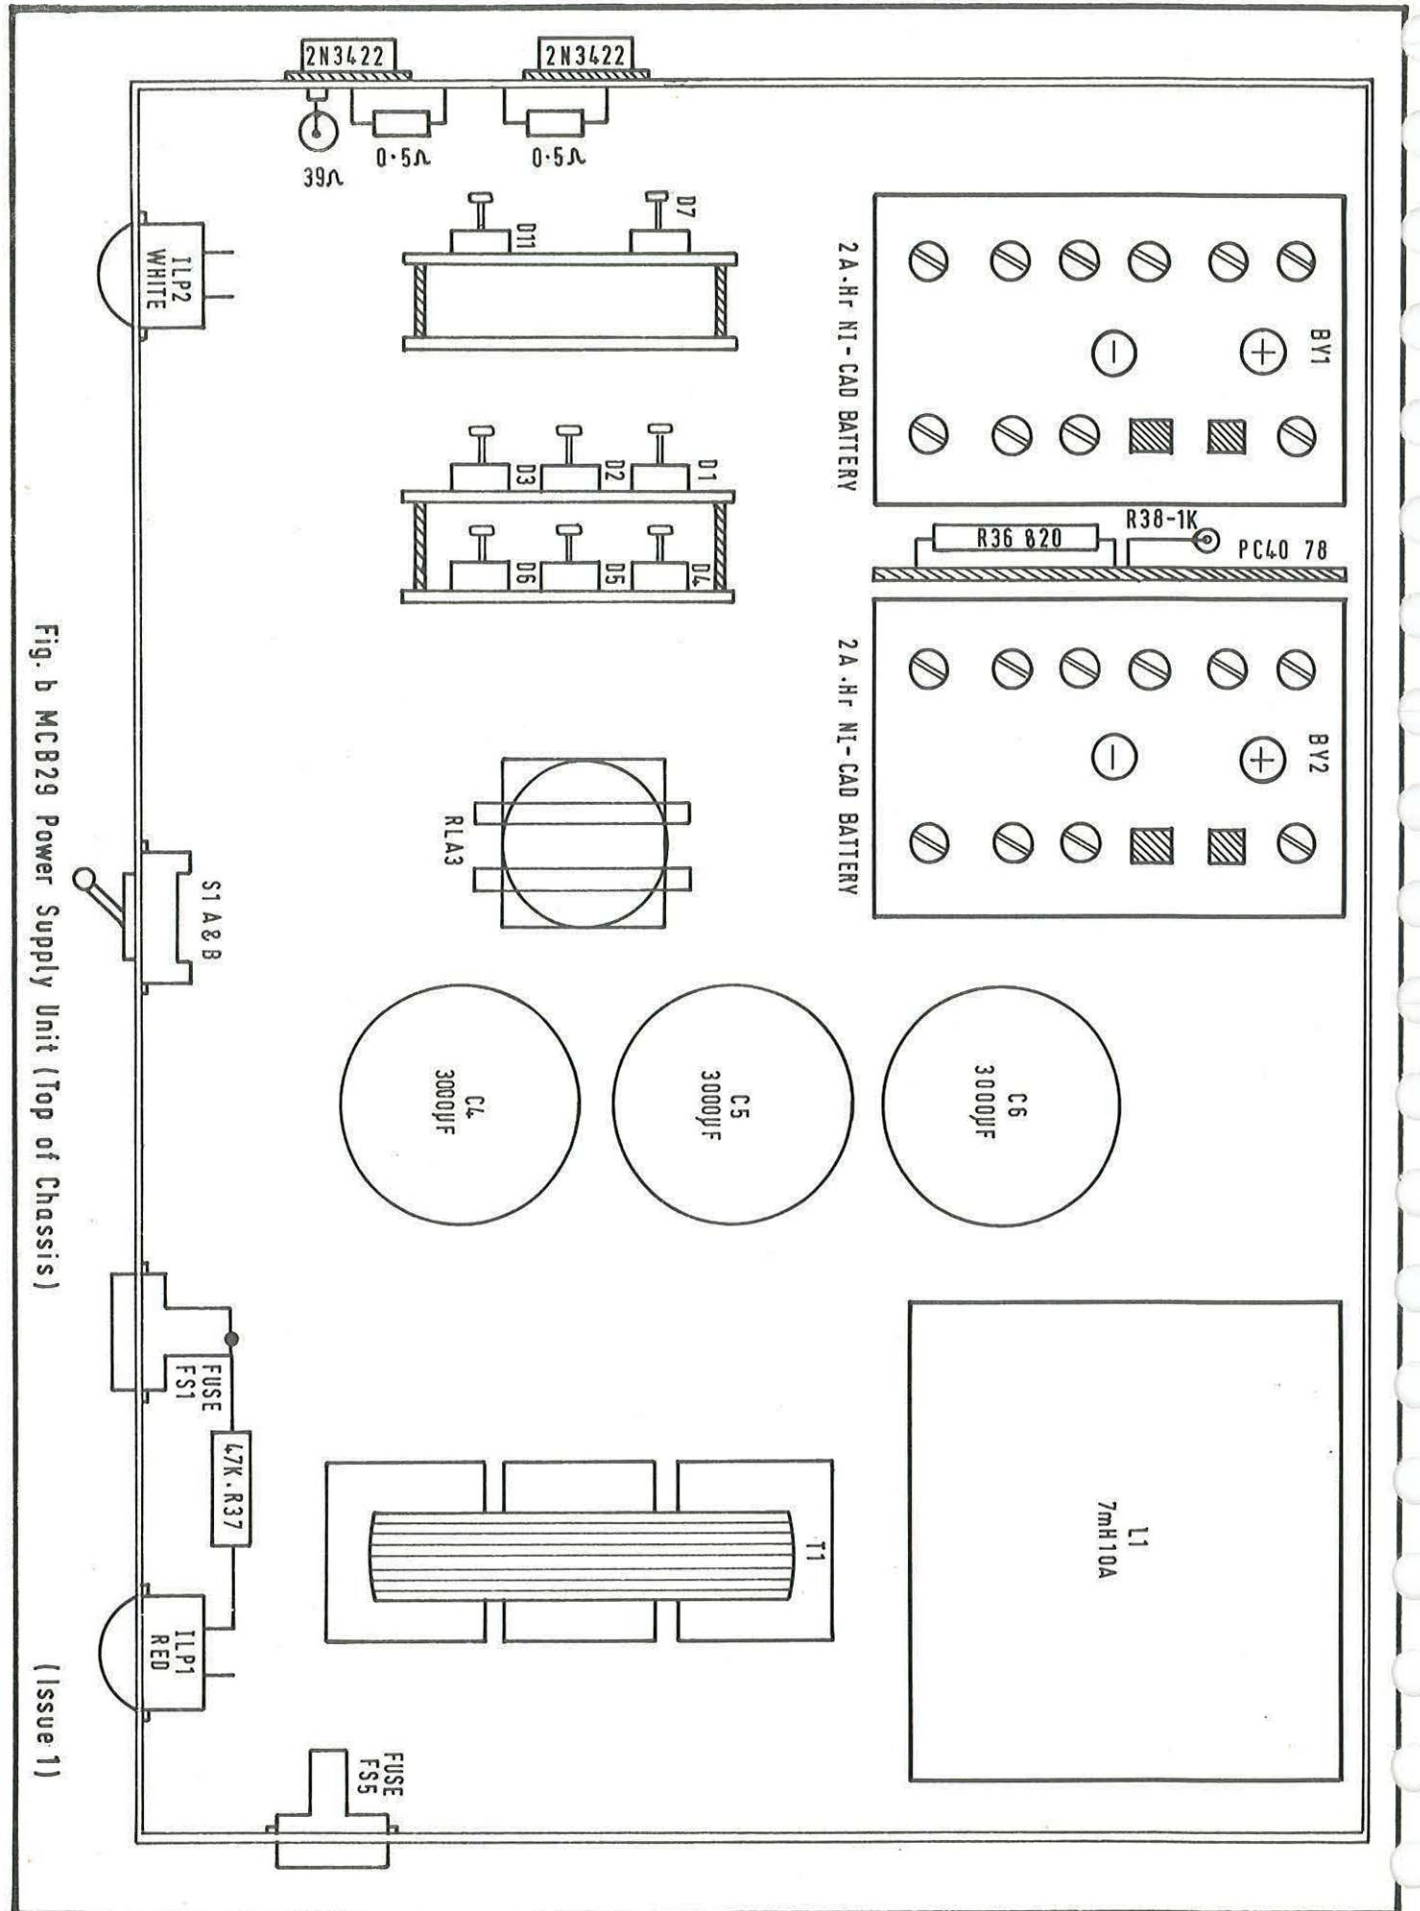 2N3422
2N3422
0·5Ω
0·5Ω
39Ω
ILP2
WHITE
D7
D11
D1
D2
D3
D4
D5
D6
BY1
2 A·Hr NI-CAD BATTERY
R36 820
R38-1K
PC40 78
BY2
2 A·Hr NI-CAD BATTERY
RLA3
S1 A & B
C4
3000µF
C5
3000µF
C6
3000µF
FUSE
FS1
47K·R37
ILP1
RED
FUSE
FS5
T1
L1
7mH10A
Fig. b MCB29 Power Supply Unit (Top of Chassis)
(Issue 1)